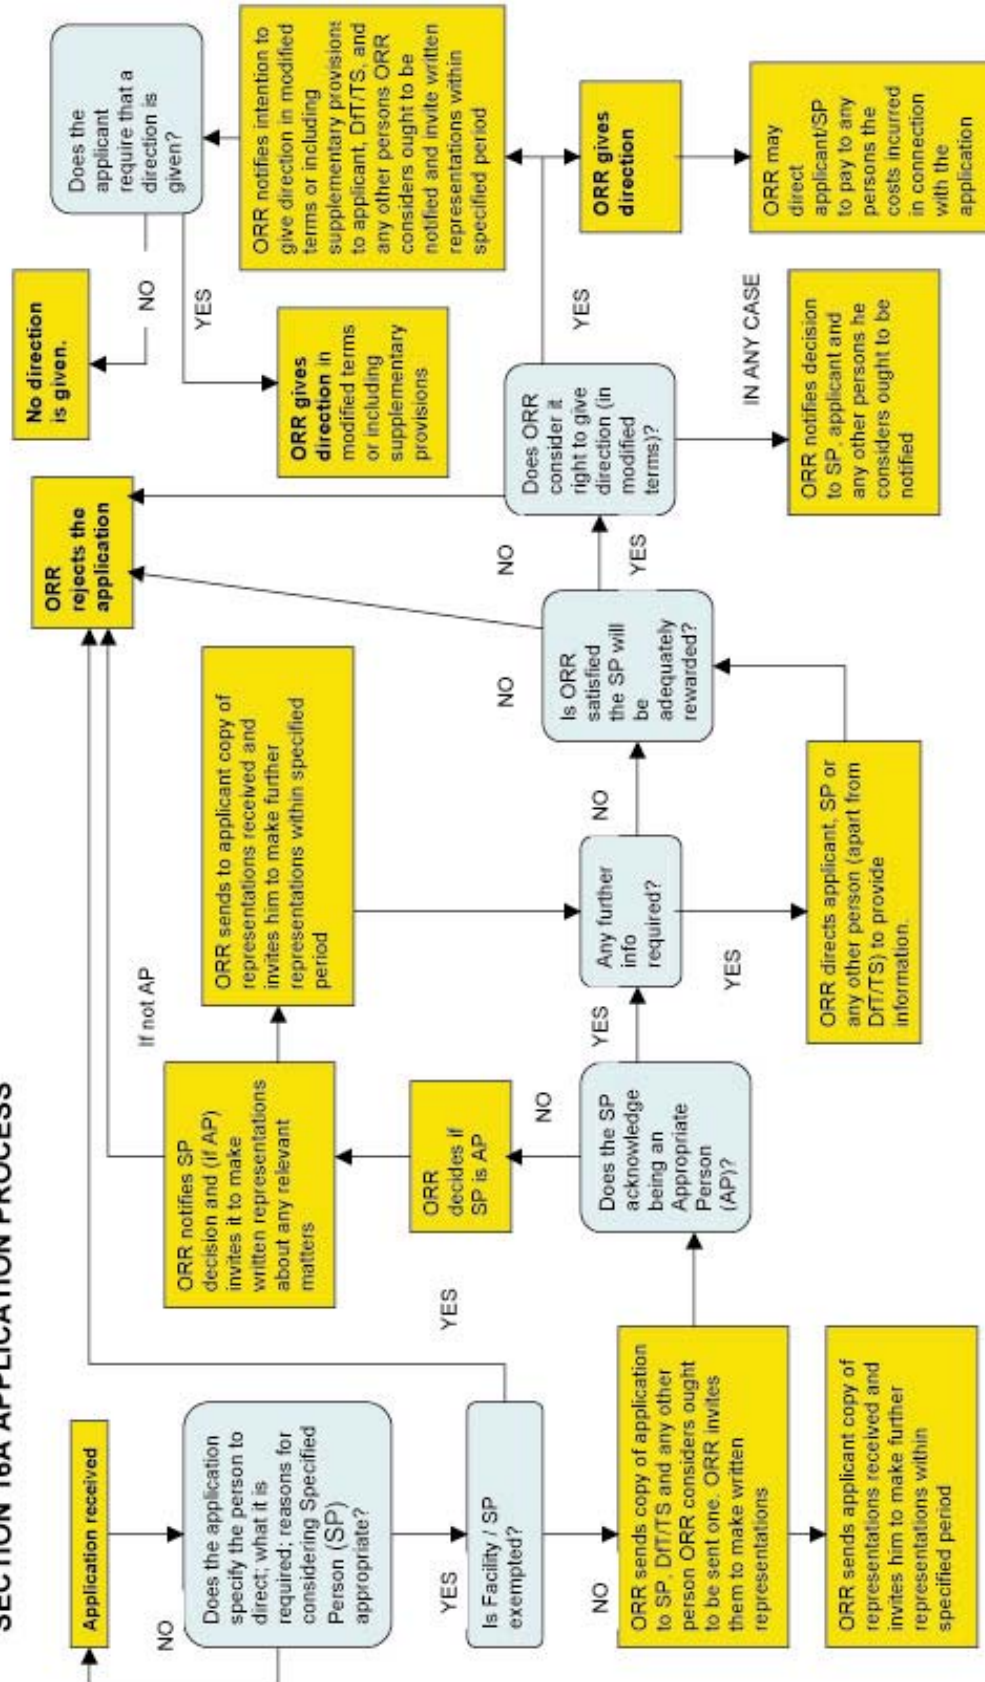 SECTION 16A APPLICATION PROCESS
Application received
NO
Does the application
specify the person to
direct; what it is
required; reasons for
considering Specified
Person (SP)
appropriate?
YES
Is Facility / SP
exempted?
YES
NO
ORR sends copy of application
to SP, DfT/TS and any other
person ORR considers ought
to be sent one. ORR invites
them to make written
representations
ORR sends applicant copy of
representations received and
invites him to make further
representations within
specified period
Does the SP
acknowledge
being an
Appropriate
Person
(AP)?
NO
ORR
decides if
SP is AP
ORR notifies SP
decision and (if AP)
invites it to make
written representations
about any relevant
matters
If not AP
ORR sends to applicant copy of
representations received and
invites him to make further
representations within specified
period
YES
Any further
info
required?
YES
ORR directs applicant, SP or
any other person (apart from
DfT/TS) to provide
information.
NO
Is ORR
satisfied
the SP will
be
adequately
rewarded?
NO
ORR
rejects the
application
YES
NO
Does ORR
consider it
right to give
direction (in
modified
terms)?
IN ANY CASE
ORR notifies decision
to SP, applicant and
any other persons he
considers ought to be
notified
YES
ORR gives
direction
ORR may
direct
applicant/SP
to pay to any
persons the
costs incurred
in connection
with the
application
ORR notifies intention to
give direction in modified
terms or including
supplementary provisions
to applicant, DfT/TS, and
any other persons ORR
considers ought to be
notified and invite written
representations within
specified period
Does the
applicant
require that a
direction is
given?
NO
No direction
is given.
YES
ORR gives
direction in
modified terms
or including
supplementary
provisions